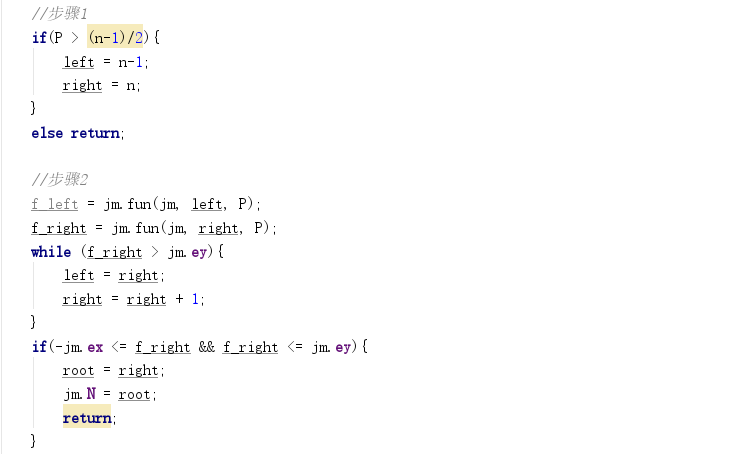 //步骤1
if(P > (n-1)/2){
left = n-1;
right = n;
}
else return;
//步骤2
f_left = jm.fun(jm, left, P);
f_right = jm.fun(jm, right, P);
while (f_right > jm.ey){
left = right;
right = right + 1;
}
if(-jm.ex <= f_right && f_right <= jm.ey){
root = right;
jm.N = root;
return;
}